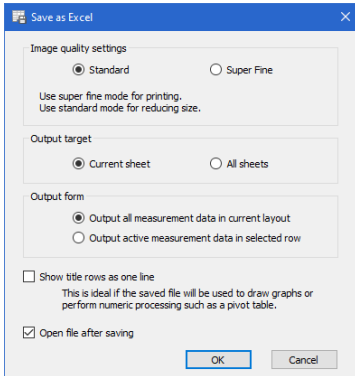 Save as Excel
Image quality settings
Standard
Super Fine
Use super fine mode for printing.
Use standard mode for reducing size.
Output target
Current sheet
All sheets
Output form
Output all measurement data in current layout
Output active measurement data in selected row
Show title rows as one line
This is ideal if the saved file will be used to draw graphs or
perform numeric processing such as a pivot table.
Open file after saving
OK
Cancel